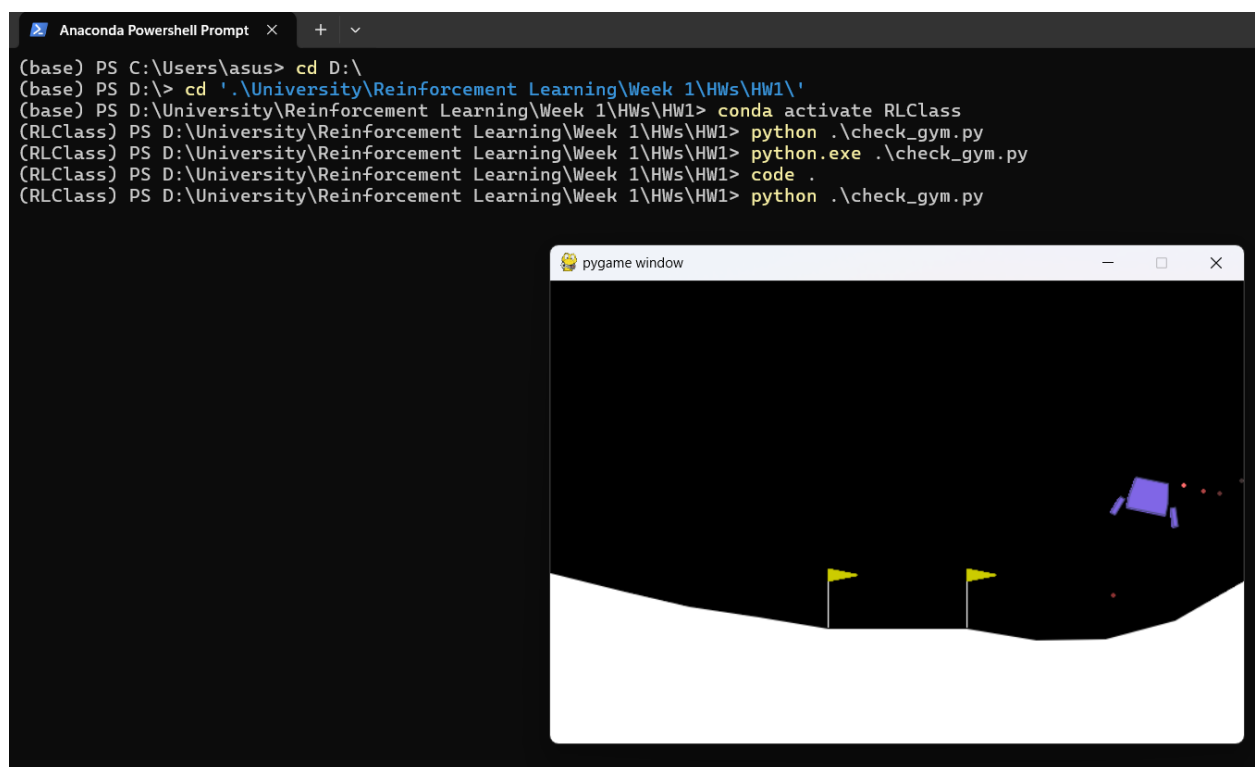 Anaconda Powershell Prompt
(base) PS C:\Users\asus> cd D:\
(base) PS D:\> cd '.\University\Reinforcement Learning\Week 1\HWs\HW1\'
(base) PS D:\University\Reinforcement Learning\Week 1\HWs\HW1> conda activate RLClass
(RLClass) PS D:\University\Reinforcement Learning\Week 1\HWs\HW1> python .\check_gym.py
(RLClass) PS D:\University\Reinforcement Learning\Week 1\HWs\HW1> python.exe .\check_gym.py
(RLClass) PS D:\University\Reinforcement Learning\Week 1\HWs\HW1> code .
(RLClass) PS D:\University\Reinforcement Learning\Week 1\HWs\HW1> python .\check_gym.py
pygame window